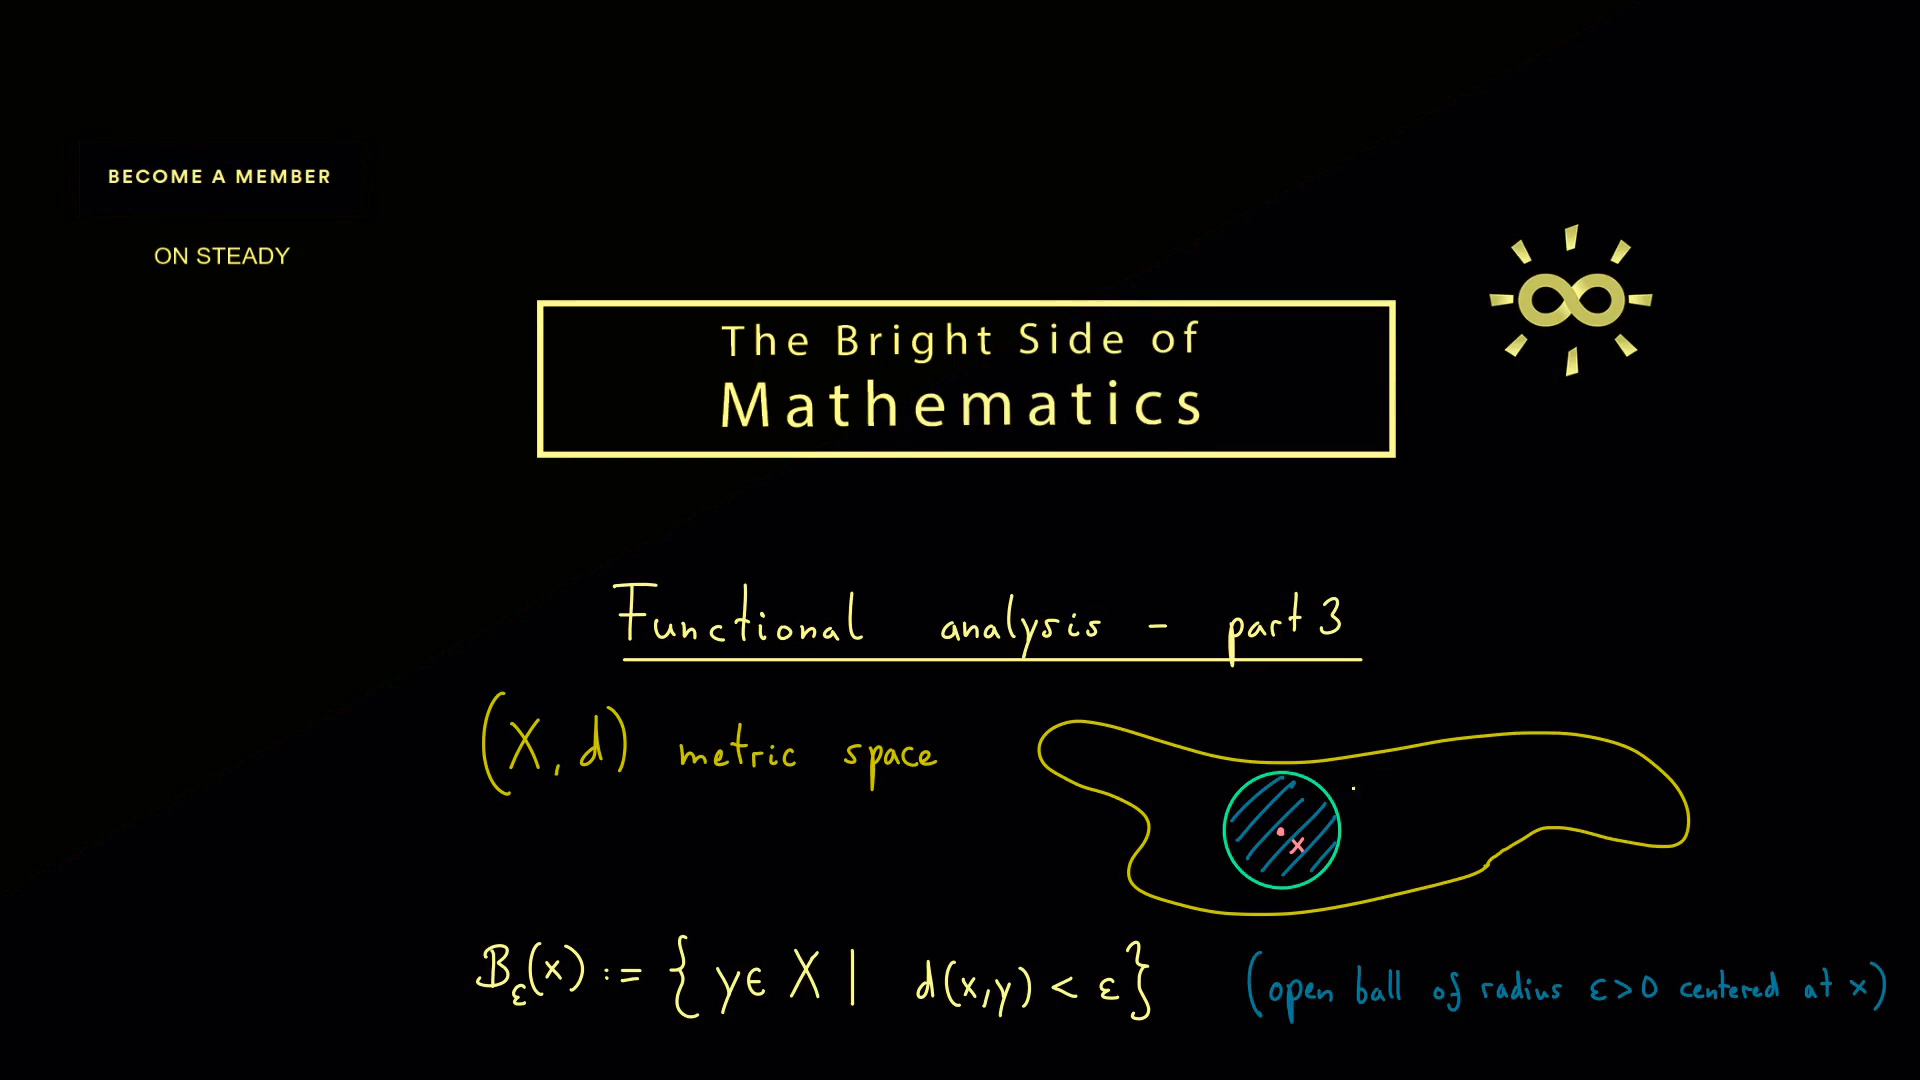 BECOME A MEMBER
ON STEADY
The Bright Side of
Mathematics
Functional analysis - part 3
(X, d) metric space
x
B_ε(x) := { y ∈ X | d(x,y) < ε } (open ball of radius ε > 0 centered at x)